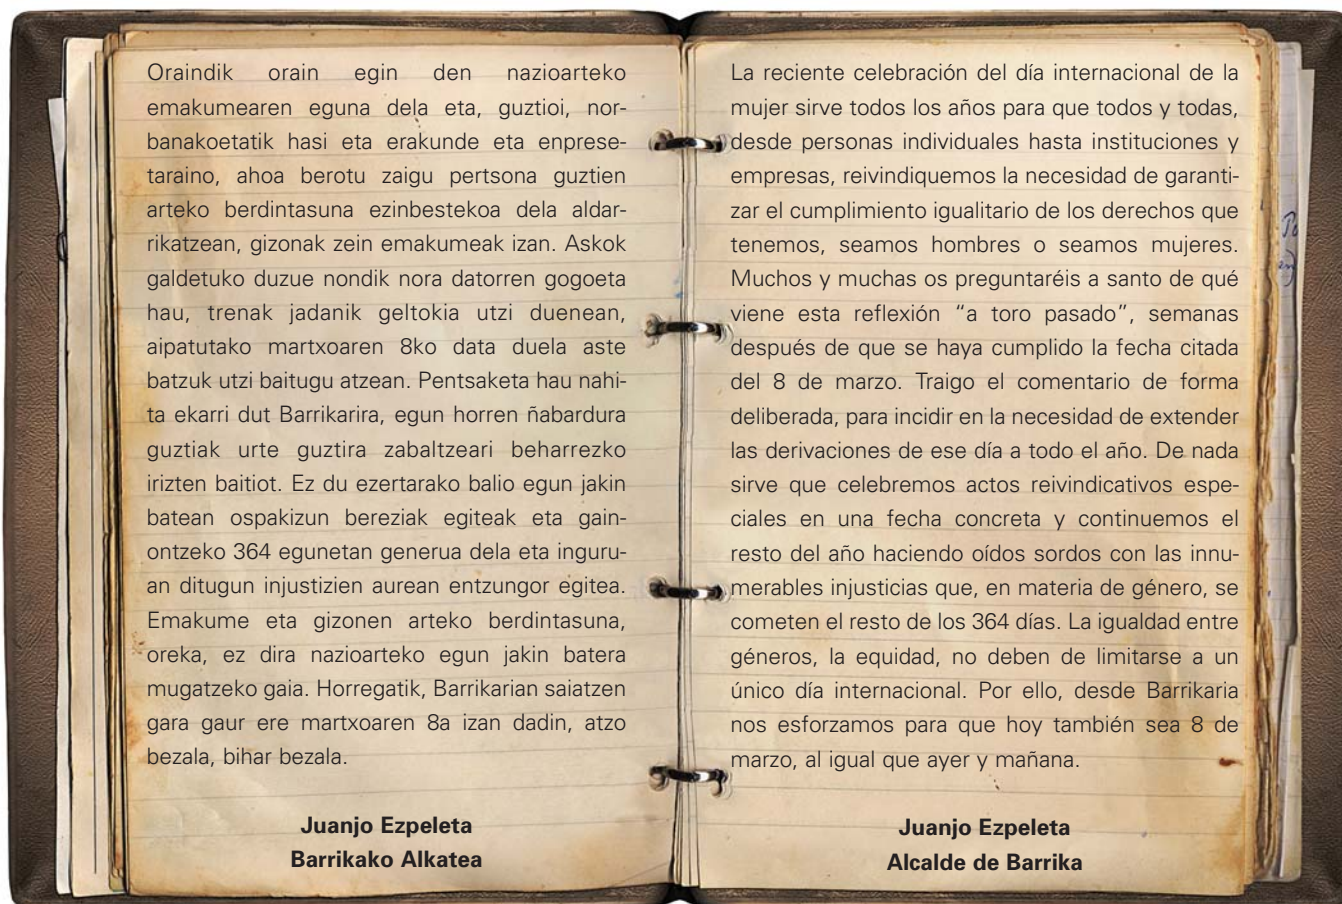 Oraindik orain egin den nazioarteko
emakumearen eguna dela eta, guztioi, nor-
banakoetatik hasi eta erakunde eta enprese-
taraino, ahoa berotu zaigu pertsona guztien
arteko berdintasuna ezinbestekoa dela aldar-
rikatzean, gizonak zein emakumeak izan. Askok
galdetuko duzue nondik nora datorren gogoeta
hau, trenak jadanik geltokia utzi duenean,
aipatutako martxoaren 8ko data duela aste
batzuk utzi baitugu atzean. Pentsaketa hau nahi-
ta ekarri dut Barrikarira, egun horren ñabardura
guztiak urte guztira zabaltzeari beharrezko
irizten baitiot. Ez du ezertarako balio egun jakin
batean ospakizun bereziak egiteak eta gain-
ontzeko 364 egunetan generua dela eta inguru-
an ditugun injustizien aurean entzungor egitea.
Emakume eta gizonen arteko berdintasuna,
oreka, ez dira nazioarteko egun jakin batera
mugatzeko gaia. Horregatik, Barrikarian saiatzen
gara gaur ere martxoaren 8a izan dadin, atzo
bezala, bihar bezala.
Juanjo Ezpeleta
Barrikako Alkatea
La reciente celebración del día internacional de la
mujer sirve todos los años para que todos y todas,
desde personas individuales hasta instituciones y
empresas, reivindiquemos la necesidad de garanti-
zar el cumplimiento igualitario de los derechos que
tenemos, seamos hombres o seamos mujeres.
Muchos y muchas os preguntaréis a santo de qué
viene esta reflexión “a toro pasado”, semanas
después de que se haya cumplido la fecha citada
del 8 de marzo. Traigo el comentario de forma
deliberada, para incidir en la necesidad de extender
las derivaciones de ese día a todo el año. De nada
sirve que celebremos actos reivindicativos espe-
ciales en una fecha concreta y continuemos el
resto del año haciendo oídos sordos con las innu-
merables injusticias que, en materia de género, se
cometen el resto de los 364 días. La igualdad entre
géneros, la equidad, no deben de limitarse a un
único día internacional. Por ello, desde Barrikaria
nos esforzamos para que hoy también sea 8 de
marzo, al igual que ayer y mañana.
Juanjo Ezpeleta
Alcalde de Barrika